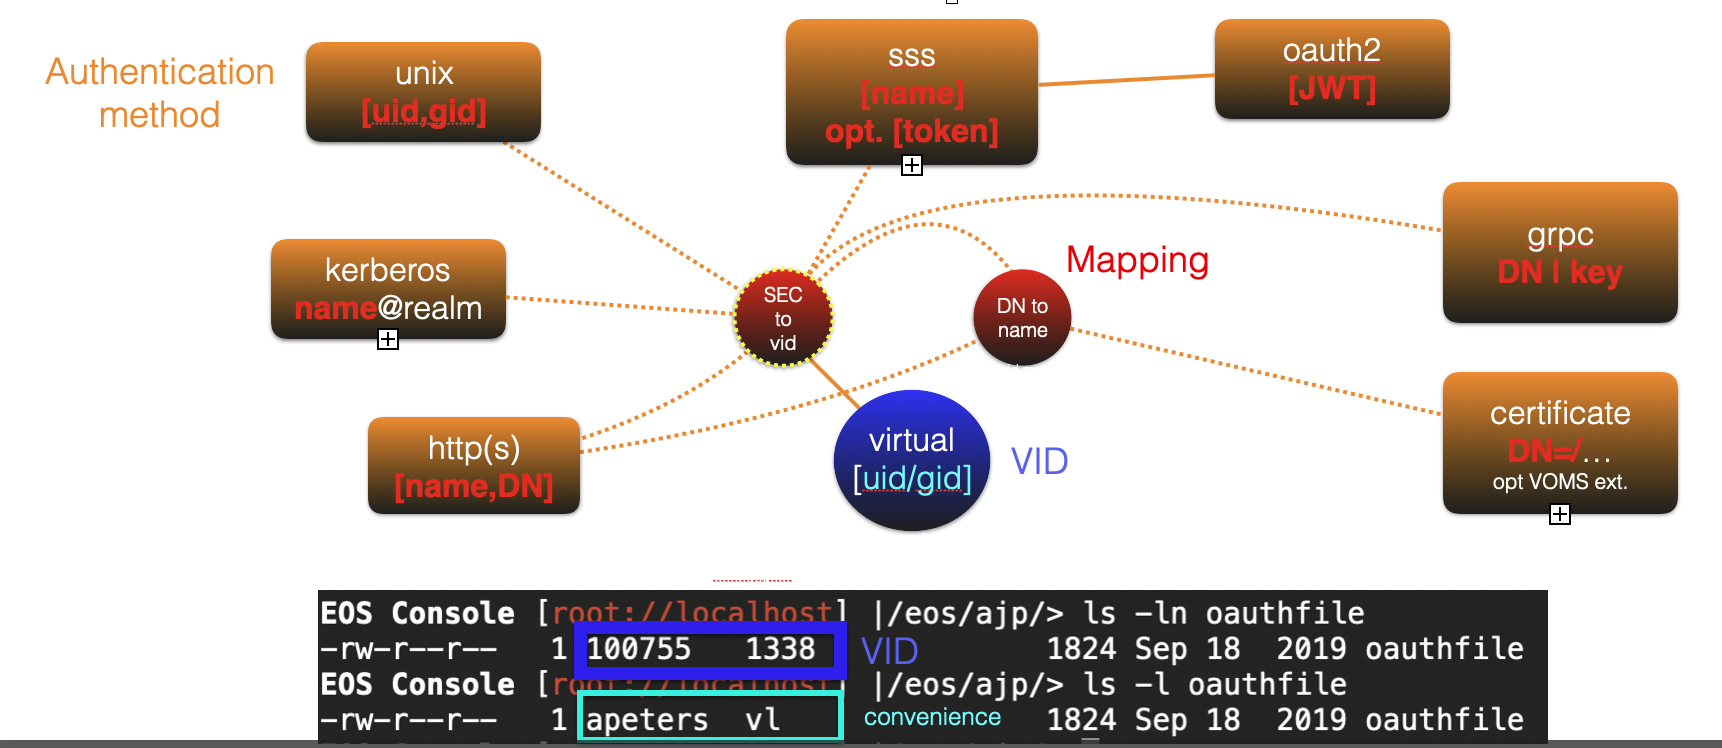 Authentication
method
unix
[uid,gid]
sss
[name]
opt. [token]
oauth2
[JWT]
kerberos
name@realm
SEC
to
vid
DN to
name
Mapping
grpc
DN | key
http(s)
[name,DN]
virtual
[uid/gid]
VID
certificate
DN=/...
opt VOMS ext.
EOS Console [root://localhost] |/eos/ajp/> ls -ln oauthfile
-rw-r--r-- 1 100755 1338 VID 1824 Sep 18 2019 oauthfile
EOS Console [root://localhost] |/eos/ajp/> ls -l oauthfile
-rw-r--r-- 1 apeters vl convenience 1824 Sep 18 2019 oauthfile